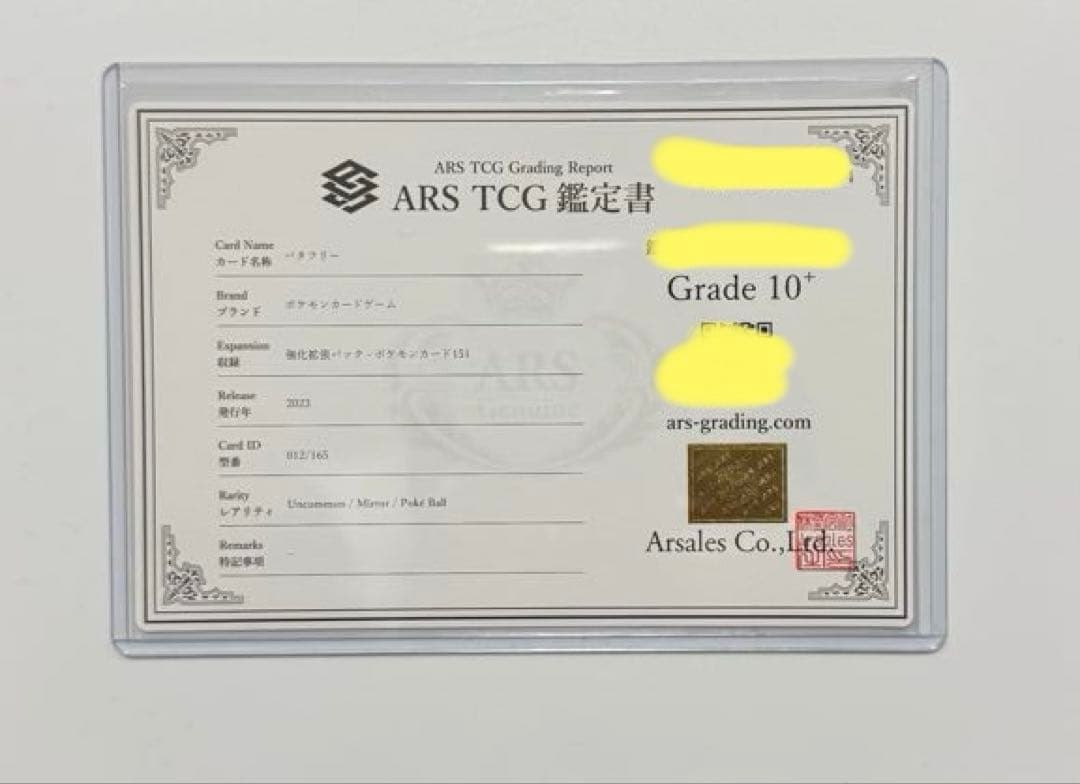 ARS TCG Grading Report
ARS TCG 鑑定書
Card Name
カード名称
バタフリー
Brand
ブランド
ポケモンカードゲーム
Expansion
収録
強化拡張パック - ポケモンカード151
Release
発行年
2023
Card ID
型番
012/165
Rarity
レアリティ
Uncommon / Mirror / Poké Ball
Remarks
特記事項
-
Grade 10+
ars-grading.com
Arsales Co.,Ltd.
ARS
Genuine